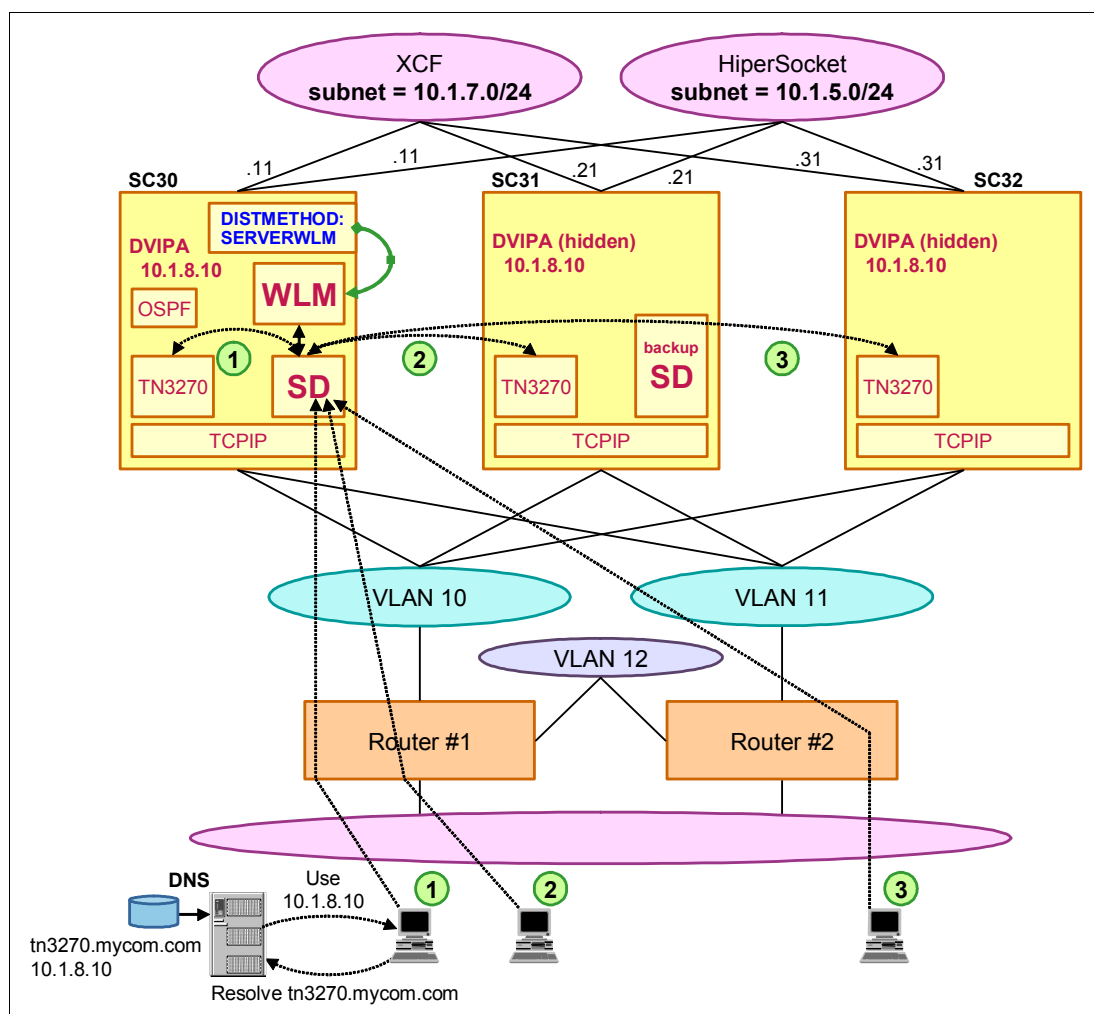 XCF
subnet = 10.1.7.0/24
HiperSocket
subnet = 10.1.5.0/24
.11
.11
.21
.21
.31
.31
SC30
SC31
SC32
DISTMETHOD:
SERVERWLM
DVIPA
10.1.8.10
OSPF
WLM
1
TN3270
SD
TCPIP
DVIPA (hidden)
10.1.8.10
2
TN3270
backup
SD
TCPIP
DVIPA (hidden)
10.1.8.10
3
TN3270
TCPIP
VLAN 10
VLAN 11
VLAN 12
Router #1
Router #2
DNS
Use
10.1.8.10
1
2
3
tn3270.mycom.com
10.1.8.10
Resolve tn3270.mycom.com